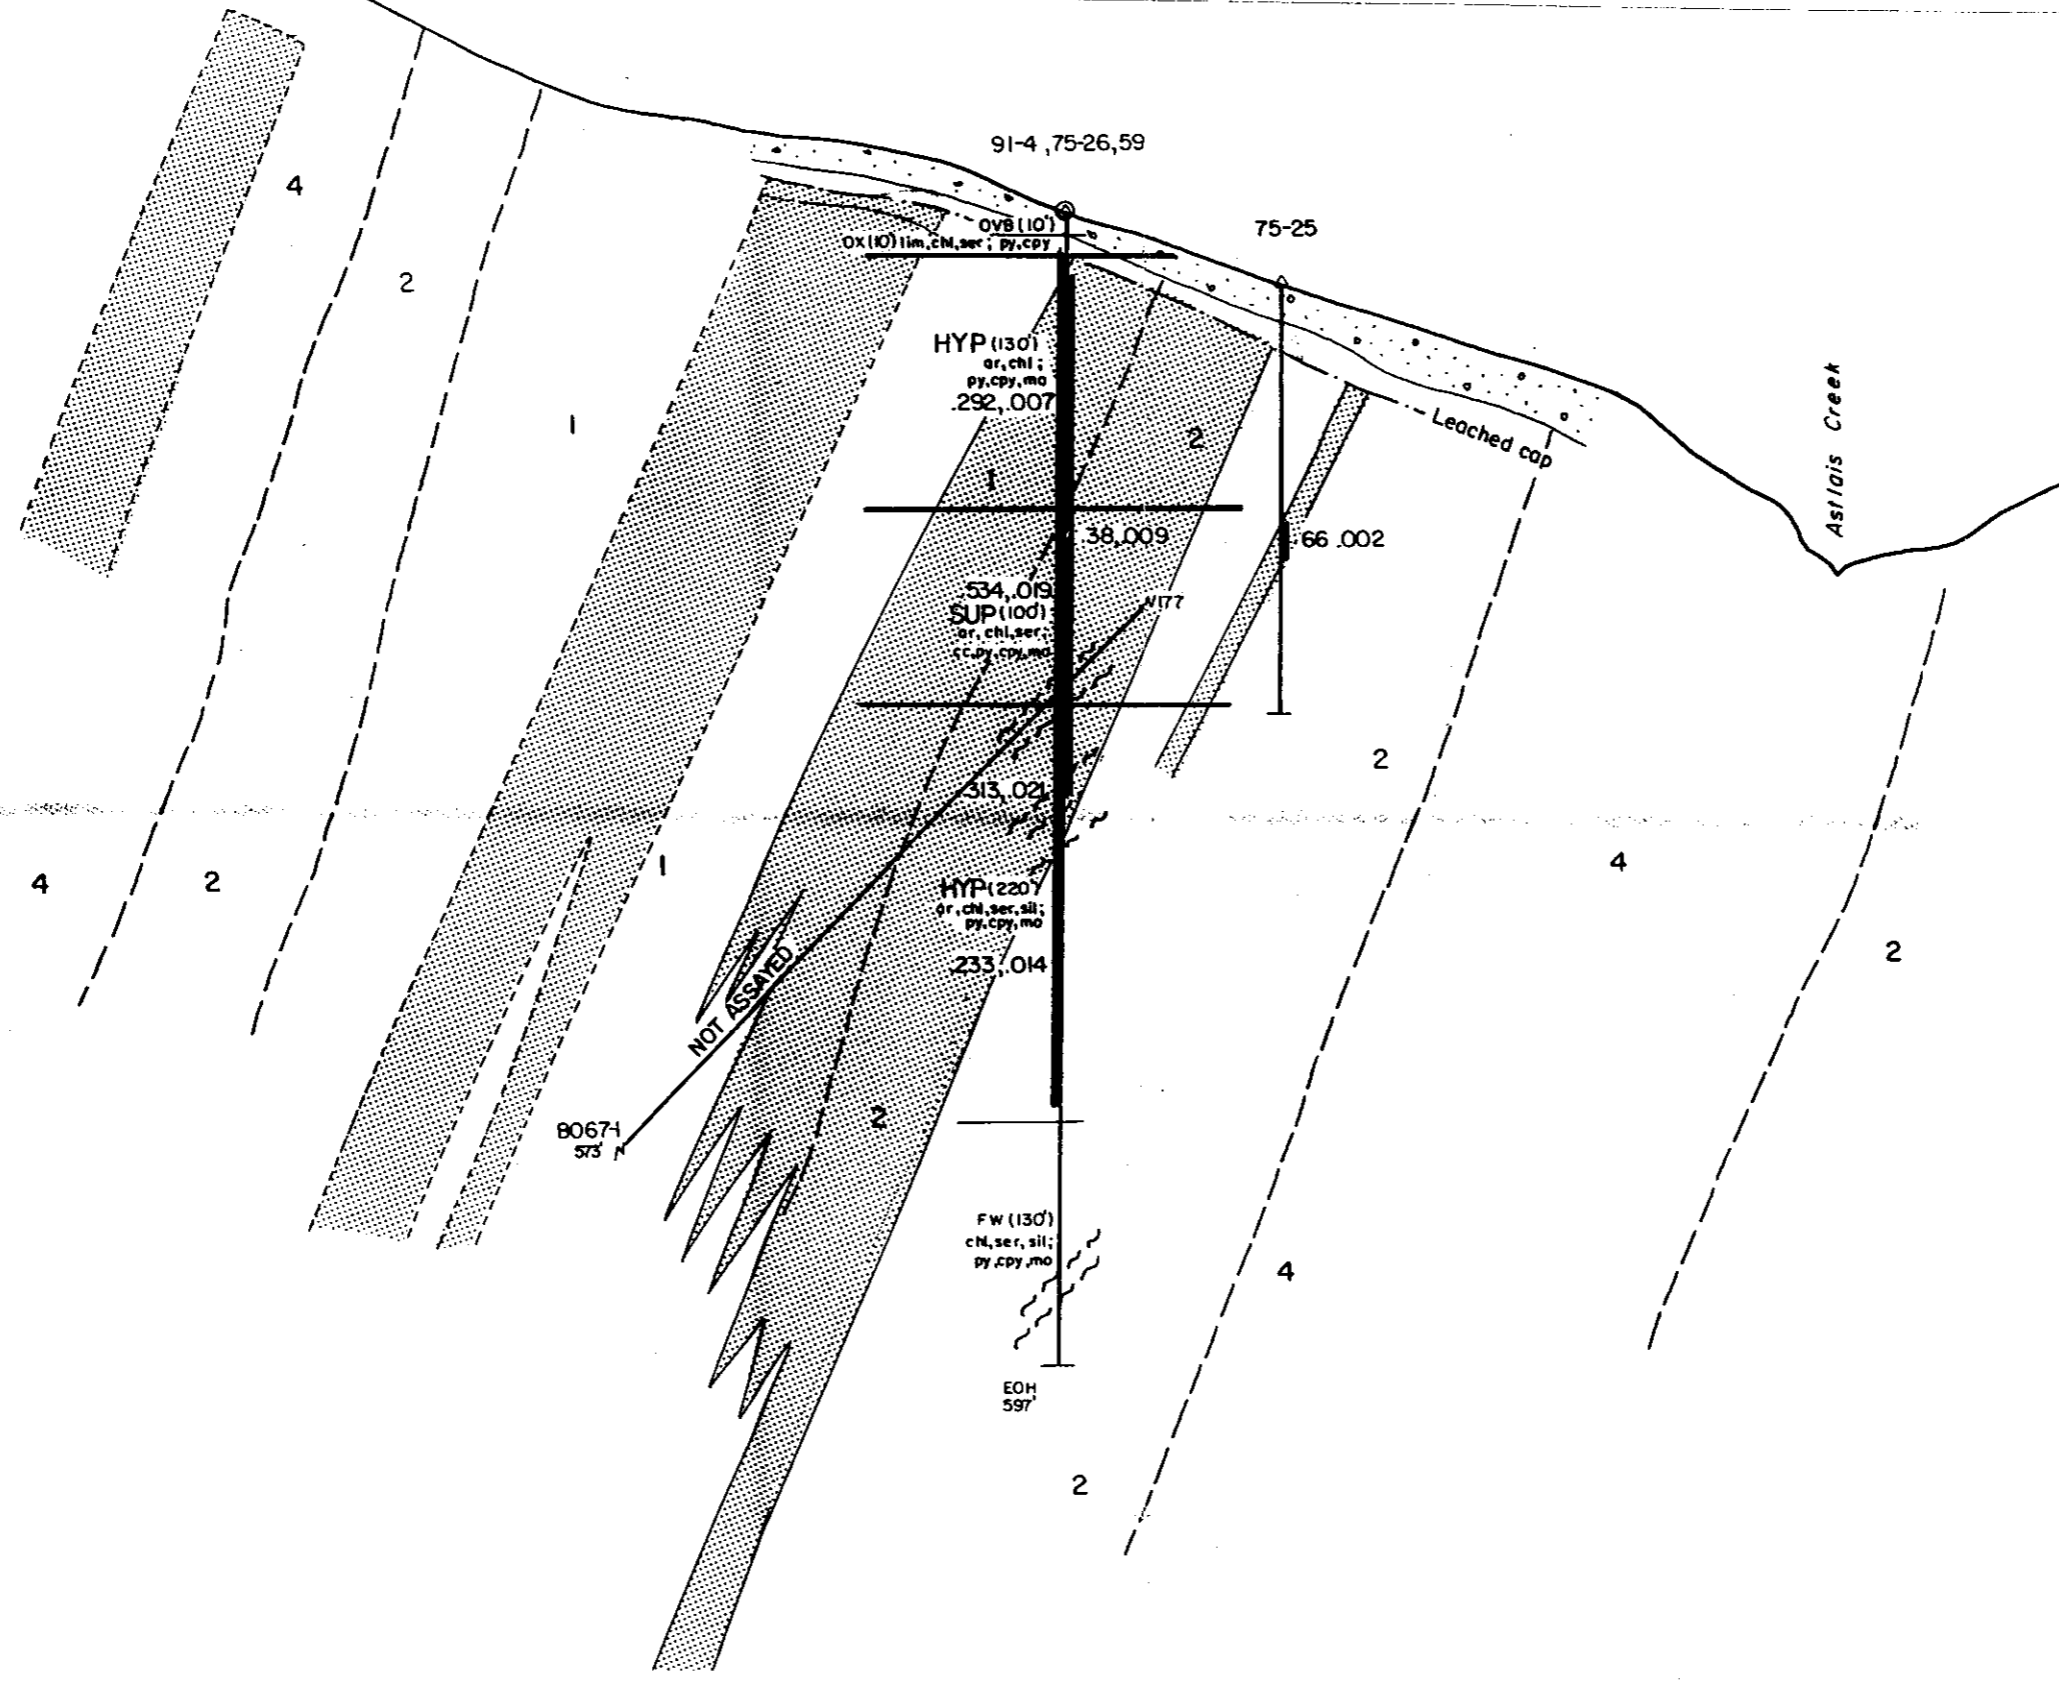 91-4, 75-26, 59
75-25
OVB (10')
OX (10') lim, chl, ser; py, cpy
4
2
1
HYP (130')
or, chl;
py, cpy, mo
.292, .007
1
2
Leached cap
Astlais Creek
.38, .009
.66 .002
.534, .019
SUP (100')
or, chl, ser;
cc, py, cpy, mo
2
.313, .021
4
2
1
4
2
HYP (220')
or, chl, ser, sil;
py, cpy, mo
.233, .014
NOT ASSAYED
2
573'
FW (130')
chl, ser, sil;
py, cpy, mo
4
EOH
597'
2